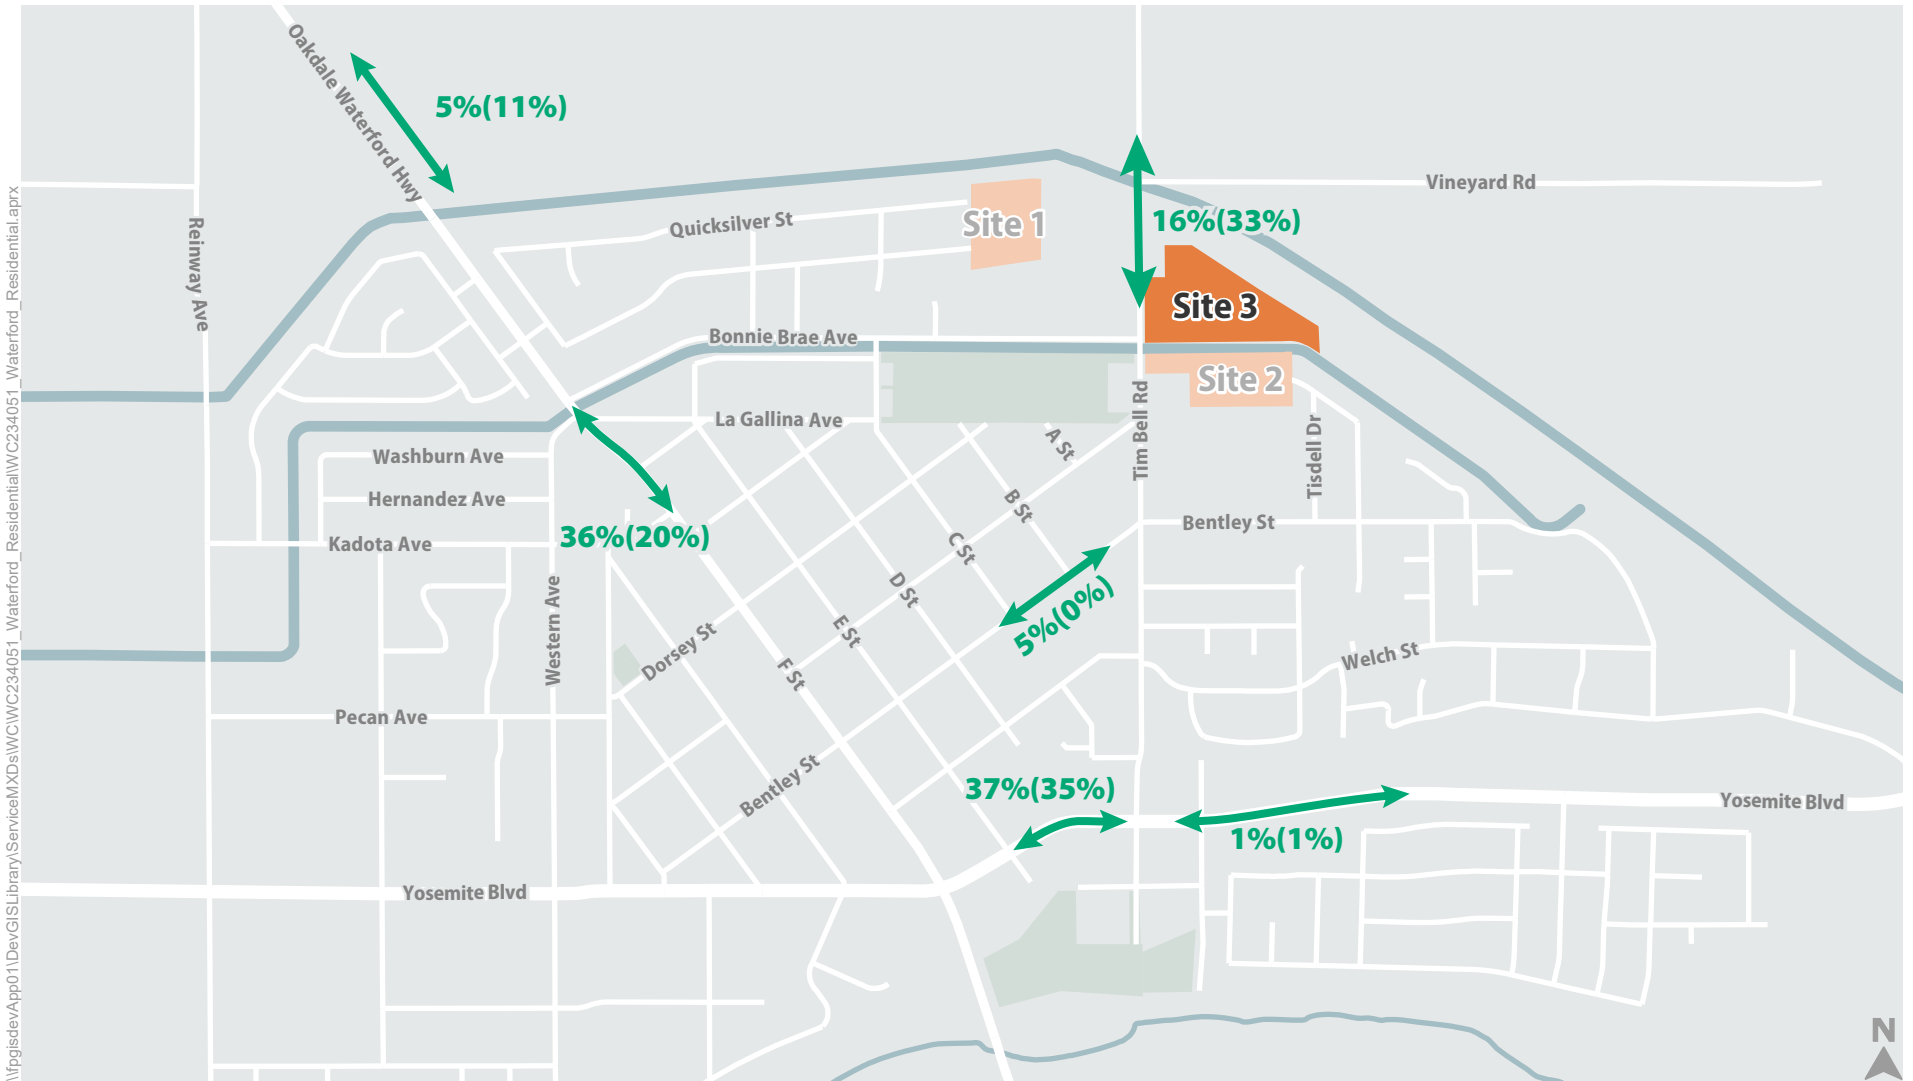 Oakdale Waterford Hwy
5%(11%)
Vineyard Rd
Reinway Ave
Quicksilver St
Site 1
16%(33%)
Site 3
Bonnie Brae Ave
Site 2
La Gallina Ave
Tim Bell Rd
Tisdell Dr
A St
Washburn Ave
Hernandez Ave
B St
Bentley St
36%(20%)
Kadota Ave
C St
D St
5%(0%)
Western Ave
E St
Dorsey St
F St
Welch St
Pecan Ave
Bentley St
37%(35%)
Yosemite Blvd
1%(1%)
Yosemite Blvd
N
\\fpgisdevApp01\DevGISLibrary\ServiceMXDs\WC\WC234051_Waterford_Residential\WC234051_Waterford_Residential.aprx